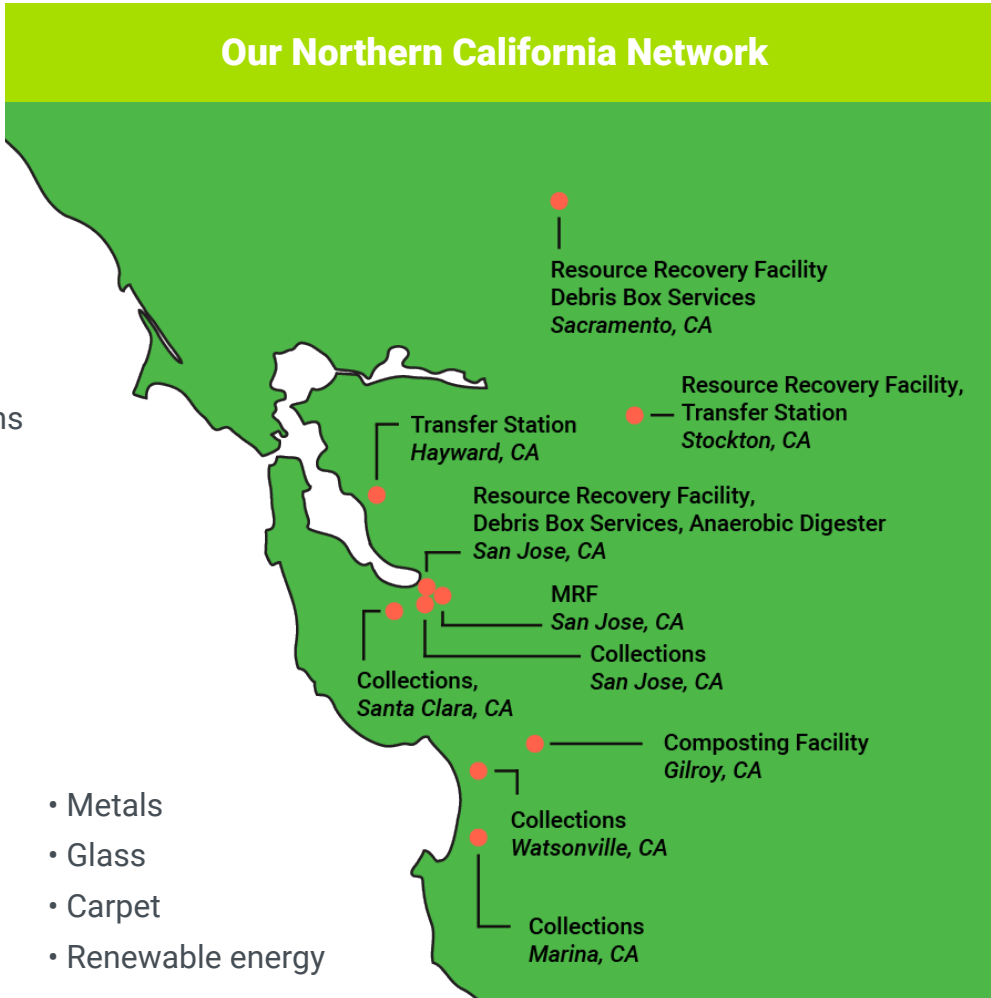 Our Northern California Network
Resource Recovery Facility
Debris Box Services
Sacramento, CA
Resource Recovery Facility,
Transfer Station
Stockton, CA
Transfer Station
Hayward, CA
Resource Recovery Facility,
Debris Box Services, Anaerobic Digester
San Jose, CA
MRF
San Jose, CA
Collections
San Jose, CA
Collections,
Santa Clara, CA
Composting Facility
Gilroy, CA
Collections
Watsonville, CA
Collections
Marina, CA
• Metals
• Glass
• Carpet
• Renewable energy